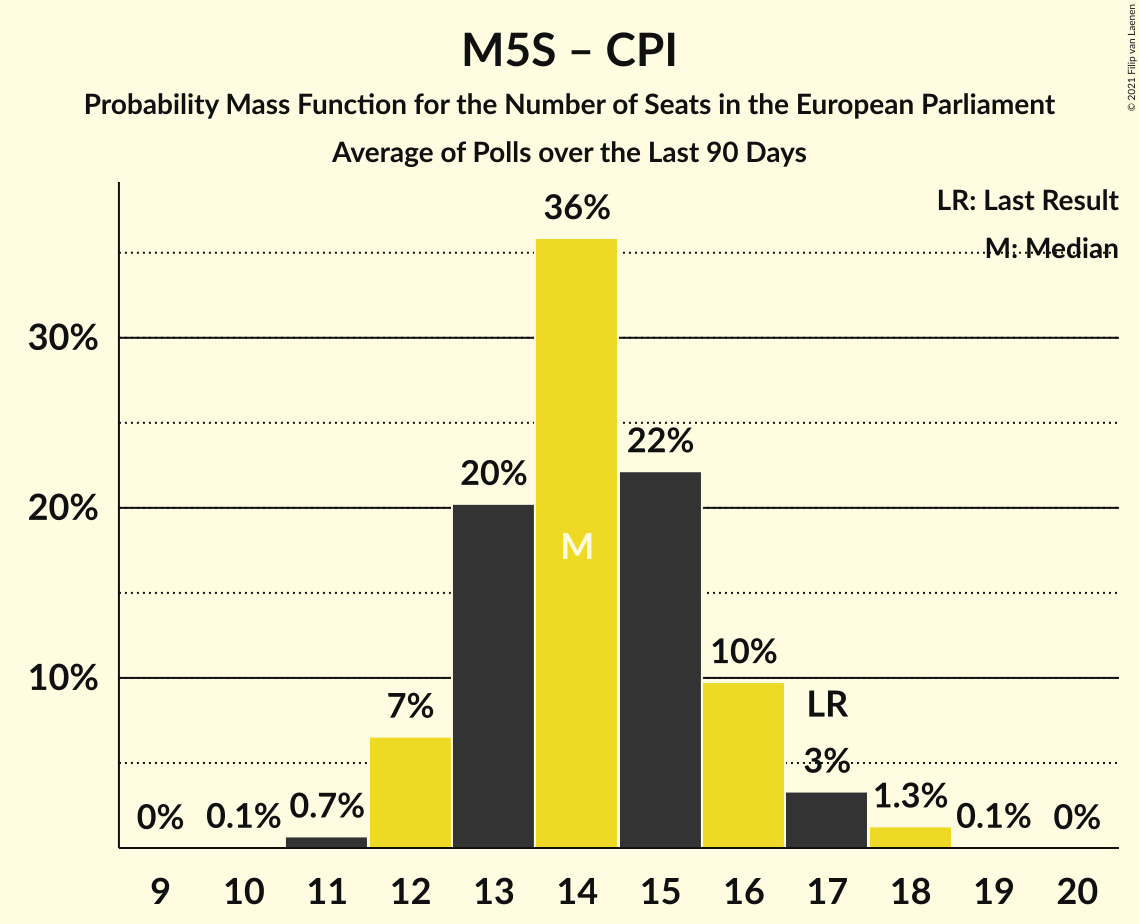 M5S – CPI
Probability Mass Function for the Number of Seats in the European Parliament
Average of Polls over the Last 90 Days
© 2021 Filip van Laenen
LR: Last Result
M: Median
30%
20%
10%
0%
0.1%
0.7%
7%
20%
36%
M
22%
10%
LR
3%
1.3%
0.1%
0%
9 10 11 12 13 14 15 16 17 18 19 20